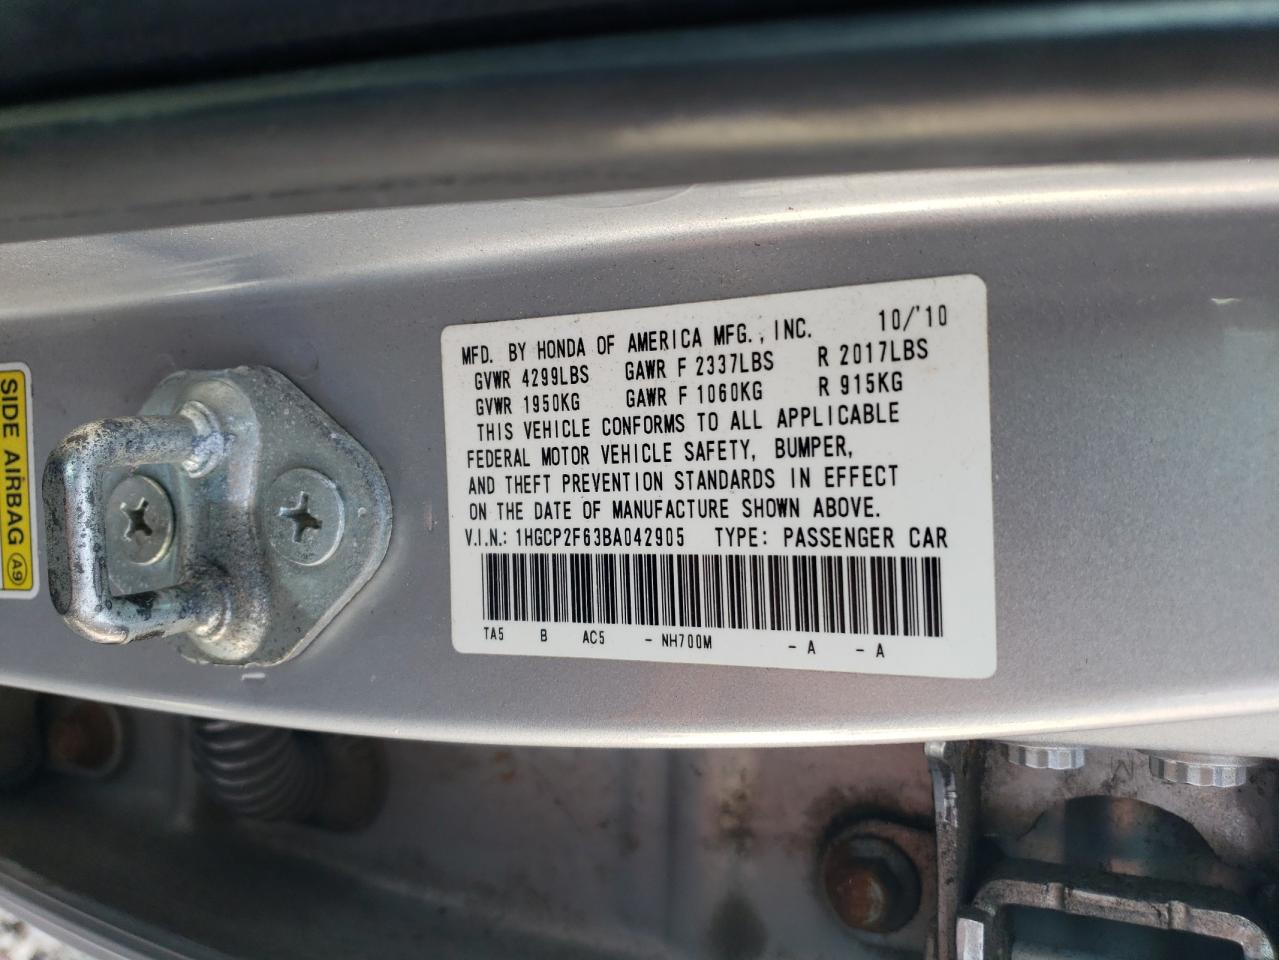 MFD. BY HONDA OF AMERICA MFG., INC. 10/'10
GVWR 4299LBS GAWR F 2337LBS R 2017LBS
GVWR 1950KG GAWR F 1060KG R 915KG
THIS VEHICLE CONFORMS TO ALL APPLICABLE
FEDERAL MOTOR VEHICLE SAFETY, BUMPER,
AND THEFT PREVENTION STANDARDS IN EFFECT
ON THE DATE OF MANUFACTURE SHOWN ABOVE.
V.I.N.: 1HGCP2F63BA042905 TYPE: PASSENGER CAR
TA5 B AC5 - NH700M - A - A
SIDE AIRBAG A9